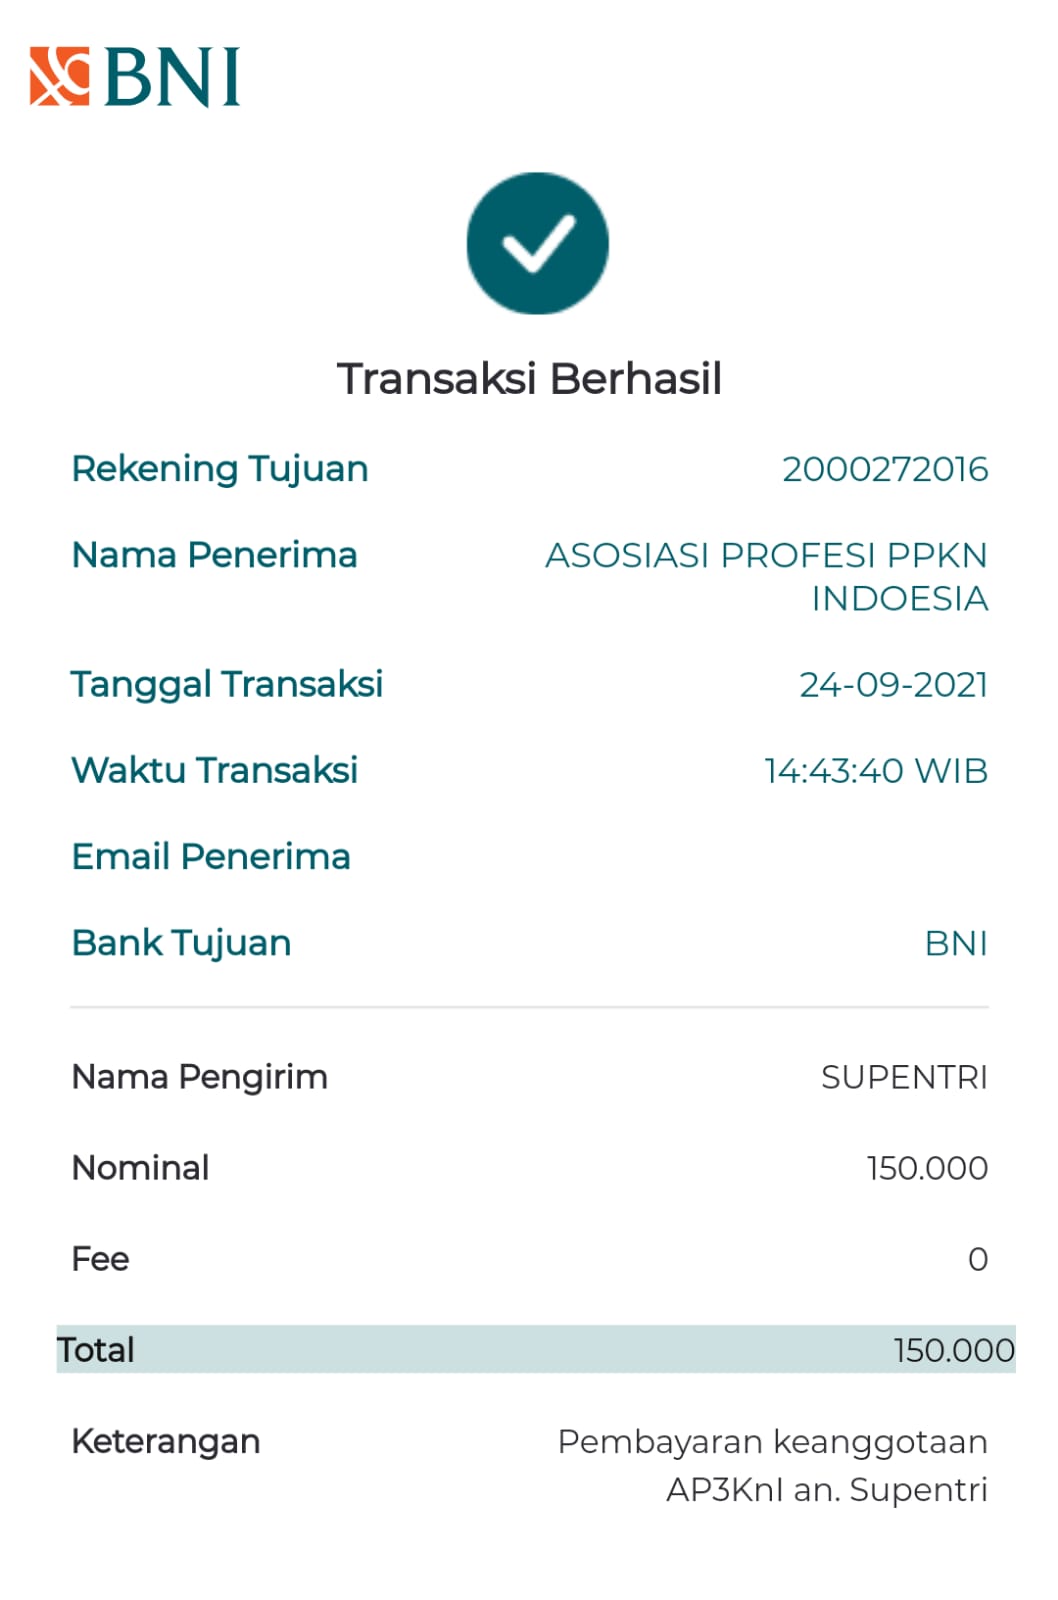 BNI
Transaksi Berhasil
Rekening Tujuan 2000272016
Nama Penerima ASOSIASI PROFESI PPKN
INDOESIA
Tanggal Transaksi 24-09-2021
Waktu Transaksi 14:43:40 WIB
Email Penerima
Bank Tujuan BNI
Nama Pengirim SUPENTRI
Nominal 150.000
Fee 0
Total 150.000
Keterangan Pembayaran keanggotaan
AP3KnI an. Supentri